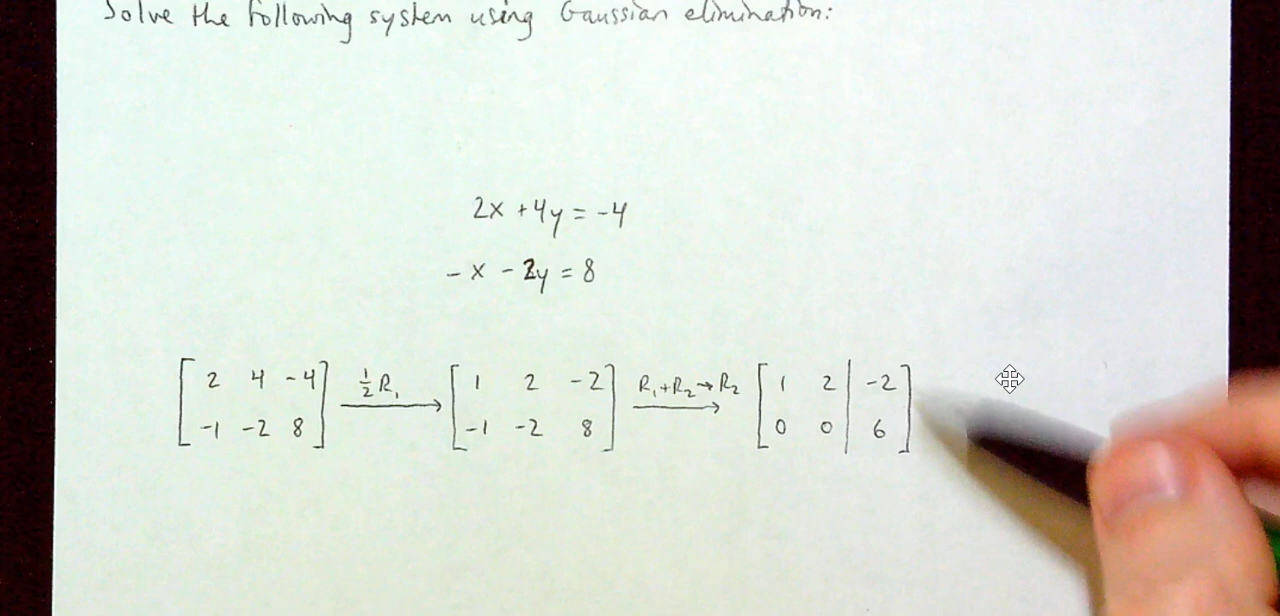 Solve the following system using Gaussian elimination:
2x + 4y = -4
-x - 2y = 8
[2 4 -4] ½R₁ [1 2 -2] R₁+R₂→R₂ [1 2 | -2]
[-1 -2 8] → [-1 -2 8] → [0 0 | 6]